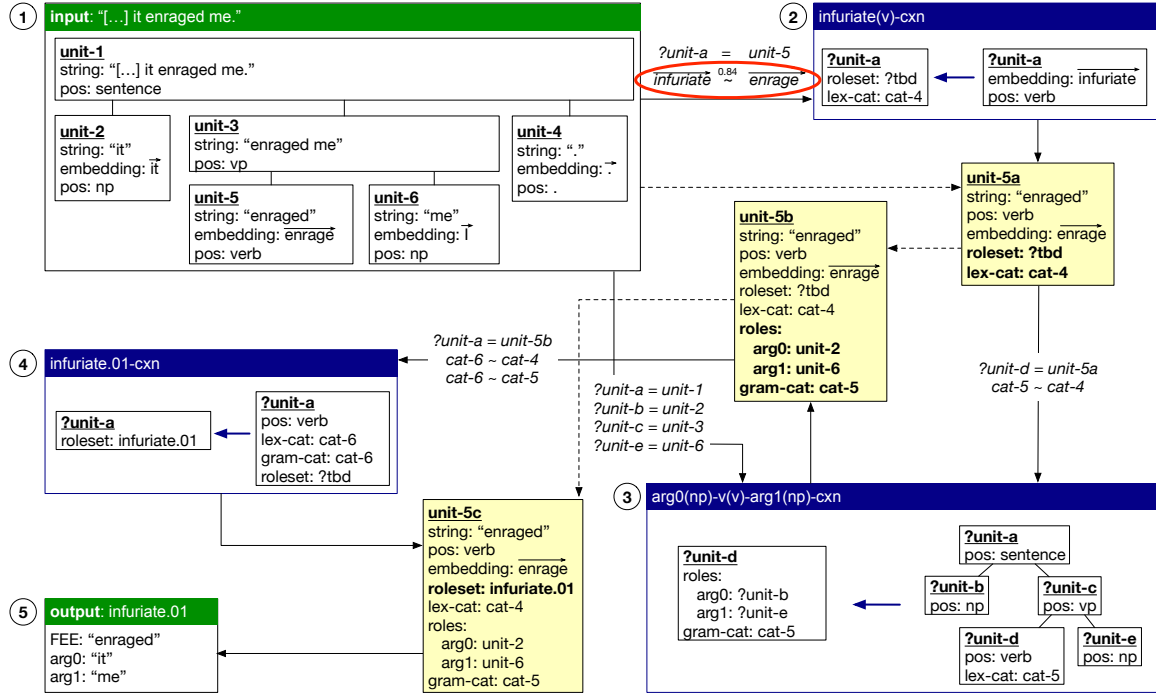 1
input: “[…] it enraged me.”
unit-1
string: “[…] it enraged me.”
pos: sentence
unit-2
string: “it”
embedding: it
pos: np
unit-3
string: “enraged me”
pos: vp
unit-4
string: “.”
embedding: .
pos: .
unit-5
string: “enraged”
embedding: enrage
pos: verb
unit-6
string: “me”
embedding: I
pos: np
?unit-a = unit-5
infuriate 0.84 ~ enrage
2
infuriate(v)-cxn
?unit-a
roleset: ?tbd
lex-cat: cat-4
?unit-a
embedding: infuriate
pos: verb
unit-5a
string: “enraged”
pos: verb
embedding: enrage
roleset: ?tbd
lex-cat: cat-4
unit-5b
string: “enraged”
pos: verb
embedding: enrage
roleset: ?tbd
lex-cat: cat-4
roles:
arg0: unit-2
arg1: unit-6
gram-cat: cat-5
?unit-d = unit-5a
cat-5 ~ cat-4
?unit-a = unit-1
?unit-b = unit-2
?unit-c = unit-3
?unit-e = unit-6
3
arg0(np)-v(v)-arg1(np)-cxn
?unit-d
roles:
arg0: ?unit-b
arg1: ?unit-e
gram-cat: cat-5
?unit-a
pos: sentence
?unit-b
pos: np
?unit-c
pos: vp
?unit-d
pos: verb
lex-cat: cat-5
?unit-e
pos: np
?unit-a = unit-5b
cat-6 ~ cat-4
cat-6 ~ cat-5
4
infuriate.01-cxn
?unit-a
roleset: infuriate.01
?unit-a
pos: verb
lex-cat: cat-6
gram-cat: cat-6
roleset: ?tbd
unit-5c
string: “enraged”
pos: verb
embedding: enrage
roleset: infuriate.01
lex-cat: cat-4
roles:
arg0: unit-2
arg1: unit-6
gram-cat: cat-5
5
output: infuriate.01
FEE: “enraged”
arg0: “it”
arg1: “me”